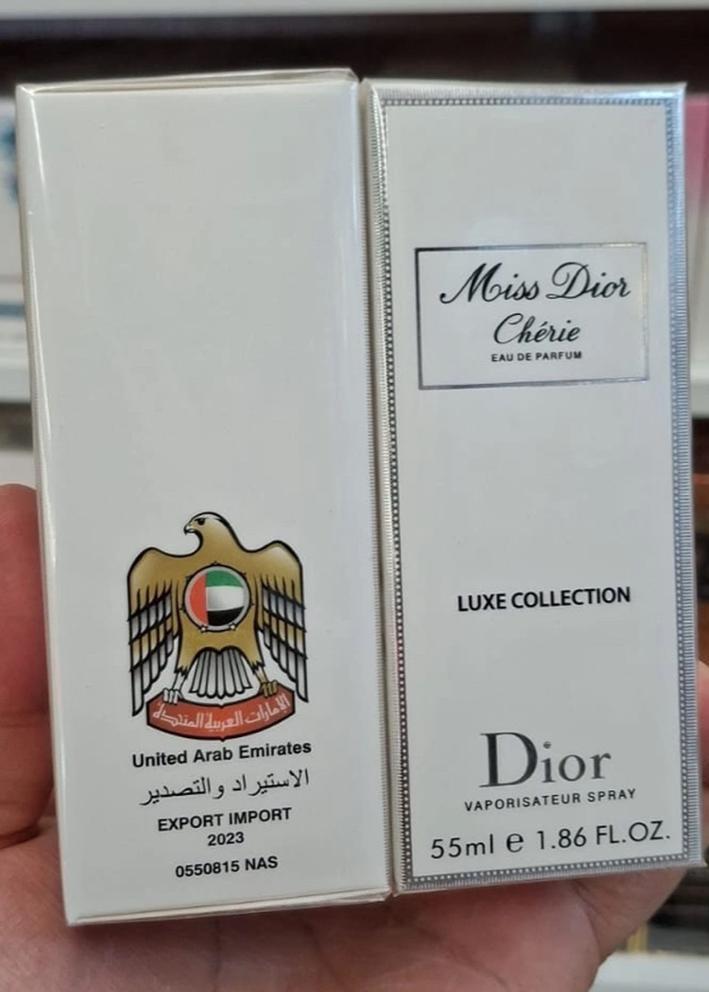 الإمارات العربية المتحدة
United Arab Emirates
الاستيراد والتصدير
EXPORT IMPORT
2023
0550815 NAS
Miss Dior
Chérie
EAU DE PARFUM
LUXE COLLECTION
Dior
VAPORISATEUR SPRAY
55ml e 1.86 FL.OZ.